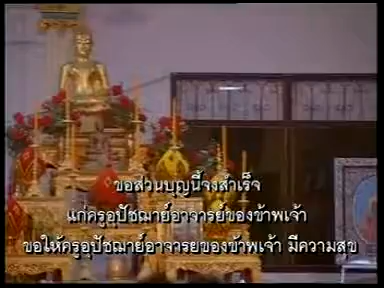 ขอส่วนบุญนี้จงสำเร็จ
แก่ครูอุปัชฌาย์อาจารย์ของข้าพเจ้า
ขอให้ครูอุปัชฌาย์อาจารย์ของข้าพเจ้า มีความสุข